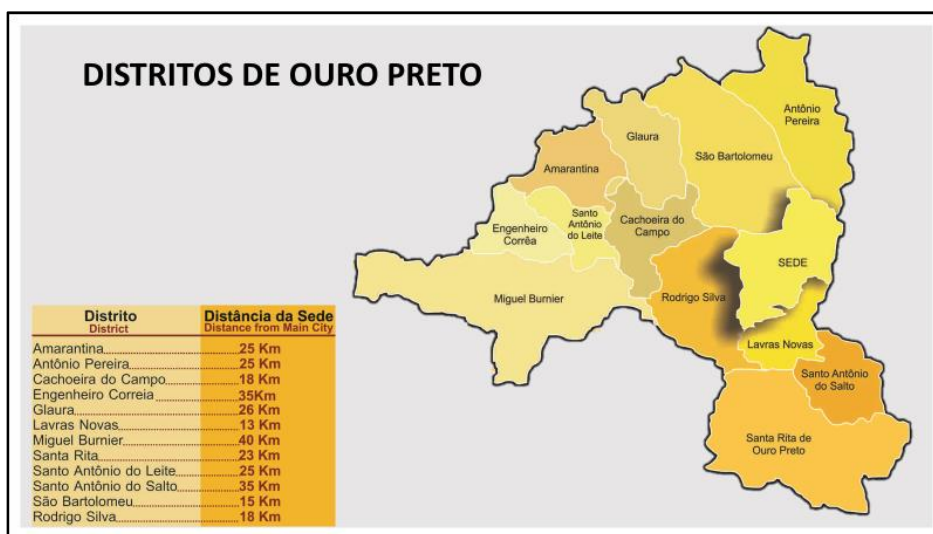 DISTRITOS DE OURO PRETO
Antônio
Pereira
Glaura
São Bartolomeu
Amarantina
Santo
Antônio
do Leite
Cachoeira do
Campo
Engenheiro
Corrêa
SEDE
Miguel Burnier
Rodrigo Silva
Lavras Novas
Santo Antônio
do Salto
Santa Rita de
Ouro Preto
Distrito Distância da Sede
District Distance from Main City
Amarantina 25 Km
Antônio Pereira 25 Km
Cachoeira do Campo 18 Km
Engenheiro Correia 35Km
Glaura 26 Km
Lavras Novas 13 Km
Miguel Burnier 40 Km
Santa Rita 23 Km
Santo Antônio do Leite 25 Km
Santo Antônio do Salto 35 Km
São Bartolomeu 15 Km
Rodrigo Silva 18 Km